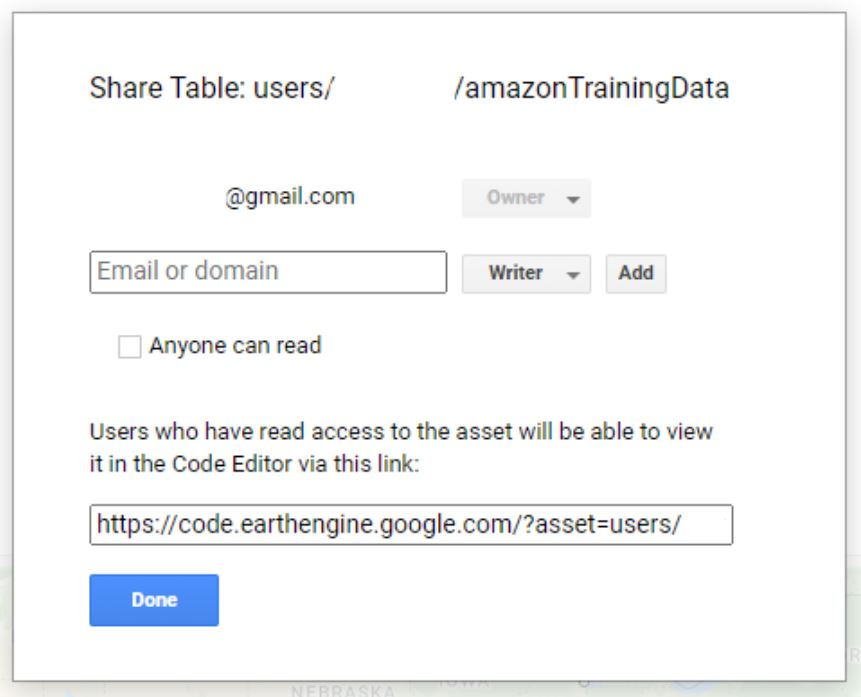 Share Table: users/ /amazonTrainingData
@gmail.com Owner
Email or domain Writer Add
Anyone can read
Users who have read access to the asset will be able to view
it in the Code Editor via this link:
https://code.earthengine.google.com/?asset=users/
Done
NEBRASKA IOWA